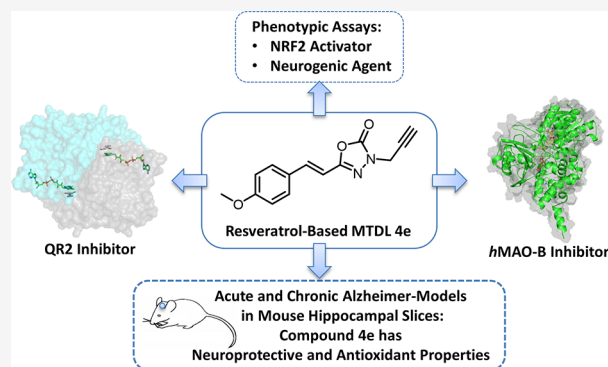 Phenotypic Assays:
• NRF2 Activator
• Neurogenic Agent
O
O
N
N
O
Resveratrol-Based MTDL 4e
QR2 Inhibitor
hMAO-B Inhibitor
Acute and Chronic Alzheimer-Models
in Mouse Hippocampal Slices:
Compound 4e has
Neuroprotective and Antioxidant Properties